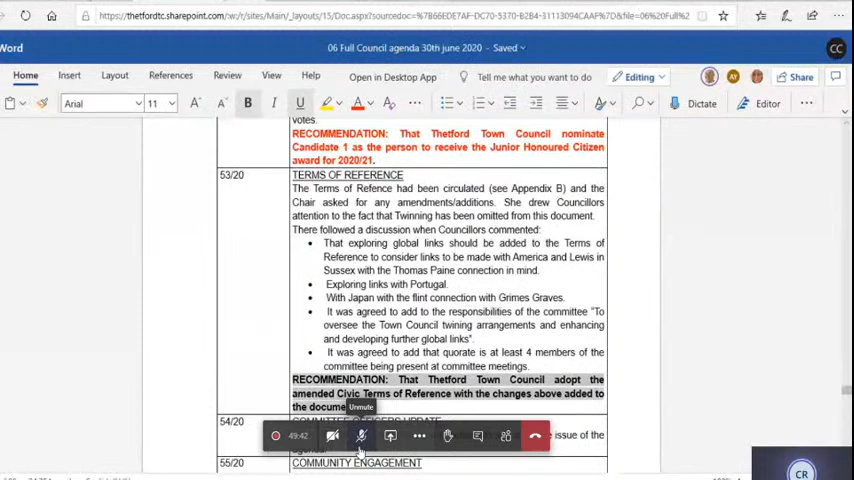 https://thetfordtc.sharepoint.com/:w:/r/sites/Main/_layouts/15/Doc.aspx?sourcedoc=%7B66EDE7AF-DC70-5370-B2B4-31113094CAAF%7D&file=06%20Full%2
Word
06 Full Council agenda 30th june 2020 - Saved
CC
Home Insert Layout References Review View Help Open in Desktop App Tell me what you want to do Editing AY Share
Arial 11 A A B I U A A Dictate Editor
votes.
RECOMMENDATION: That Thetford Town Council nominate
Candidate 1 as the person to receive the Junior Honoured Citizen
award for 2020/21.
53/20 TERMS OF REFERENCE
The Terms of Refence had been circulated (see Appendix B) and the
Chair asked for any amendments/additions. She drew Councillors
attention to the fact that Twinning has been omitted from this document.
There followed a discussion when Councillors commented:
• That exploring global links should be added to the Terms of
Reference to consider links to be made with America and Lewis in
Sussex with the Thomas Paine connection in mind.
• Exploring links with Portugal.
• With Japan with the flint connection with Grimes Graves.
• It was agreed to add to the responsibilities of the committee "To
oversee the Town Council twining arrangements and enhancing
and developing further global links".
• It was agreed to add that quorate is at least 4 members of the
committee being present at committee meetings.
RECOMMENDATION: That Thetford Town Council adopt the
amended Civic Terms of Reference with the changes above added to
the docume
Unmute
54/20 COMMITTEE OFFICERS UPDATE
49:42
issue of the
55/20 COMMUNITY ENGAGEMENT
CR